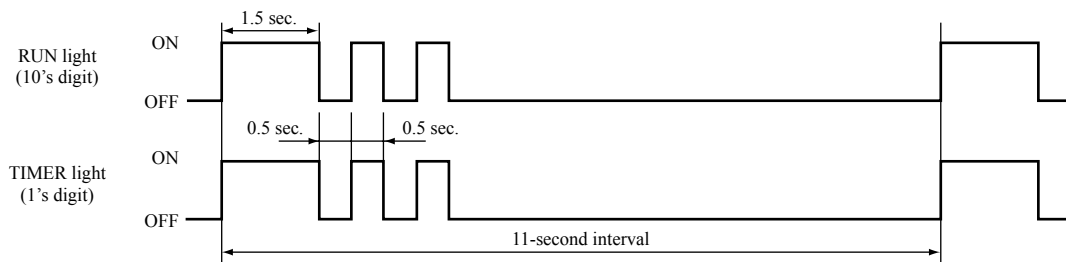 1.5 sec.
RUN light
(10’s digit)
ON
OFF
0.5 sec.
0.5 sec.
TIMER light
(1’s digit)
ON
OFF
11-second interval